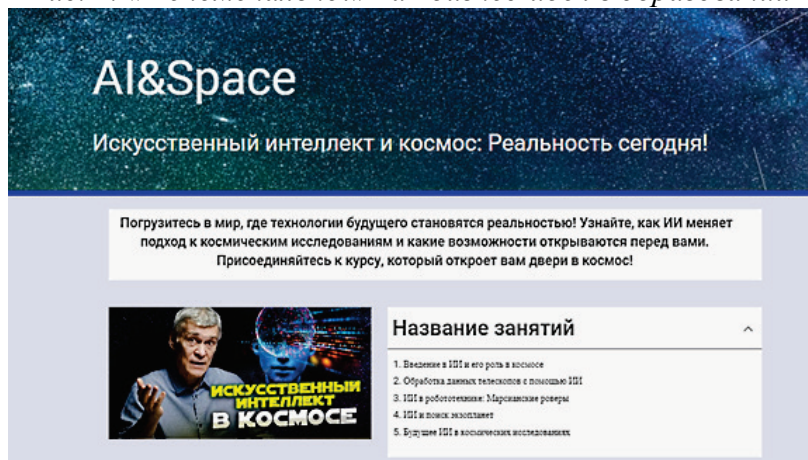 AI&Space
Искусственный интеллект и космос: Реальность сегодня!
Погрузитесь в мир, где технологии будущего становятся реальностью! Узнайте, как ИИ меняет
подход к космическим исследованиям и какие возможности открываются перед вами.
Присоединяйтесь к курсу, который откроет вам двери в космос!
ИСКУССТВЕННЫЙ
ИНТЕЛЛЕКТ
В КОСМОСЕ
Название занятий
1. Введение в ИИ и его роль в космосе
2. Обработка данных телескопов с помощью ИИ
3. ИИ в робототехнике: Марсианские роверы
4. ИИ и поиск экзопланет
5. Будущее ИИ в космических исследованиях